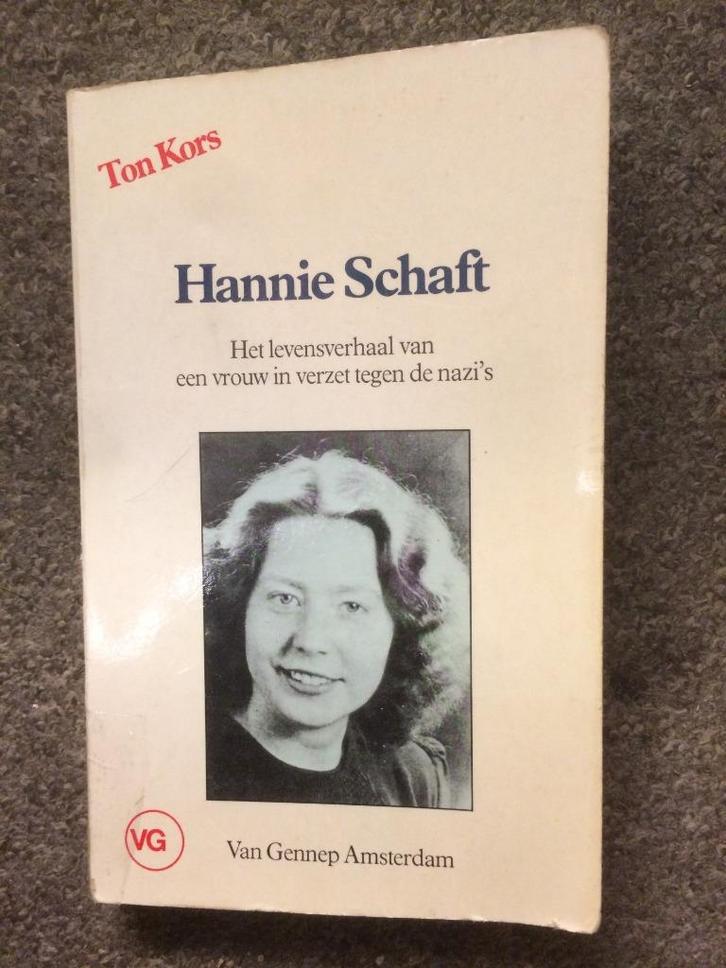 Ton Kors
Hannie Schaft
Het levensverhaal van
een vrouw in verzet tegen de nazi's
VG
Van Gennep Amsterdam